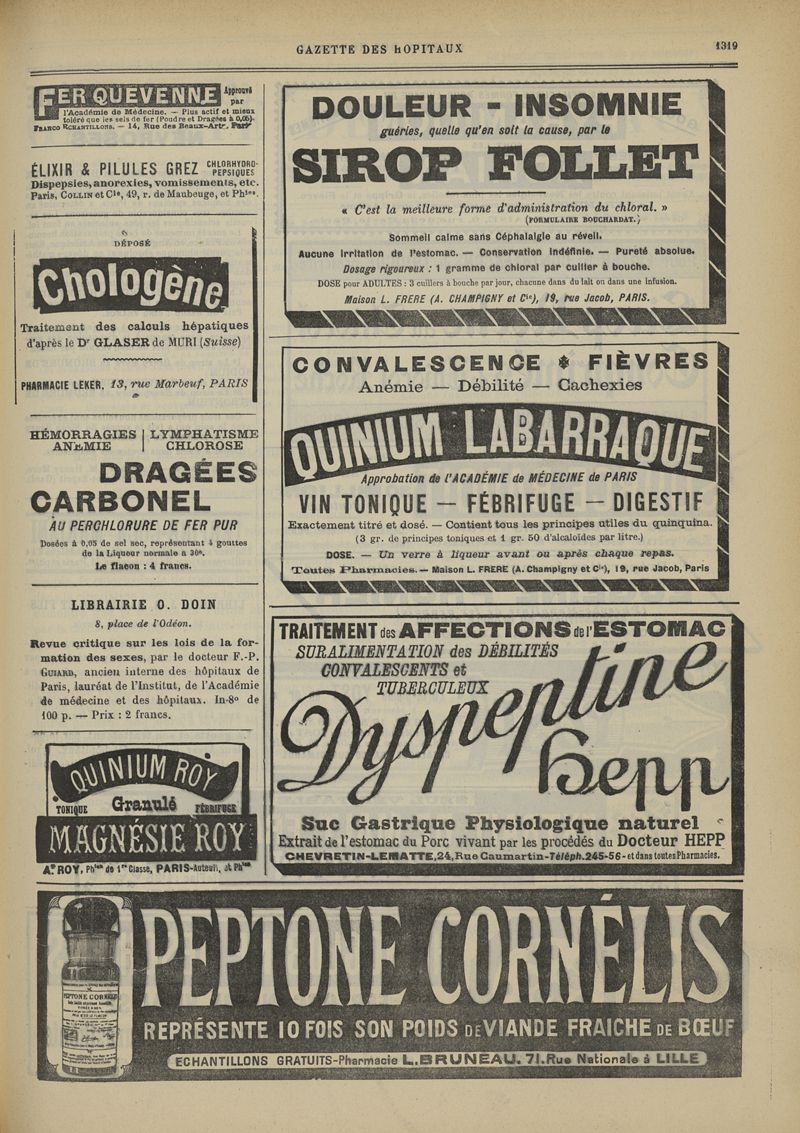 GAZETTE DES HOPITAUX
1319
FER QUEVENNE Approuvé
par
l'Académie de Médecine. — Plus actif et mieux
toléré que les sels de fer (Poudre et Dragées à 0,05).
FRANCO ECHANTILLONS. — 14, Rue des Beaux-Arts, Paris
ÉLIXIR & PILULES GREZ CHLORHYDRO-
PEPSIQUES
Dispepsies, anorexies, vomissements, etc.
Paris, COLLIN et Cie, 49, r. de Maubeuge, et Phies.
DÉPOSÉ
Chologène
Traitement des calculs hépatiques
d'après le Dr GLASER de MURI (Suisse)
PHARMACIE LEKER, 13, rue Marbeuf, PARIS
HÉMORRAGIES | LYMPHATISME
ANEMIE | CHLOROSE
DRAGÉES
CARBONEL
AU PERCHLORURE DE FER PUR
Dosées à 0,05 de sel sec, représentant 4 gouttes
de la Liqueur normale à 30°.
Le flacon : 4 francs.
LIBRAIRIE O. DOIN
8, place de l'Odéon.
Revue critique sur les lois de la for-
mation des sexes, par le docteur F.-P.
GUIARD, ancien interne des hôpitaux de
Paris, lauréat de l'Institut, de l'Académie
de médecine et des hôpitaux. In-8° de
100 p. — Prix : 2 francs.
QUINIUM ROY
TONIQUE Granulé FÉBRIFUGE
MAGNÉSIE ROY
Ate ROY, Phien de 1re Classe, PARIS-Auteuil, et Phies
DOULEUR - INSOMNIE
guéries, quelle qu'en soit la cause, par le
SIROP FOLLET
« C'est la meilleure forme d'administration du chloral. »
(FORMULAIRE BOUCHARDAT.)
Sommeil calme sans Céphalalgie au réveil.
Aucune irritation de l'estomac. — Conservation indéfinie. — Pureté absolue.
Dosage rigoureux : 1 gramme de chloral par cuiller à bouche.
DOSE pour ADULTES : 3 cuillers à bouche par jour, chacune dans du lait ou dans une infusion.
Maison L. FRERE (A. CHAMPIGNY et Cie), 19, rue Jacob, PARIS.
CONVALESCENCE * FIÈVRES
Anémie — Débilité — Cachexies
QUINIUM LABARRAQUE
Approbation de l'ACADÉMIE de MÉDECINE de PARIS
VIN TONIQUE — FÉBRIFUGE — DIGESTIF
Exactement titré et dosé. — Contient tous les principes utiles du quinquina.
(3 gr. de principes toniques et 1 gr. 50 d'alcaloïdes par litre.)
DOSE. — Un verre à liqueur avant ou après chaque repas.
Toutes Pharmacies. — Maison L. FRERE (A. Champigny et Cie), 19, rue Jacob, Paris
TRAITEMENT des AFFECTIONS de l'ESTOMAC
SURALIMENTATION des DÉBILITÉS
CONVALESCENTS et
TUBERCULEUX
Dyspeptine
Hepp
Suc Gastrique Physiologique naturel
Extrait de l'estomac du Porc vivant par les procédés du Docteur HEPP
CHEVRETIN-LEMATTE, 24, Rue Caumartin-Téléph. 245-56 - et dans toutes Pharmacies.
PEPTONE CORNÉLIS
PEPTONE CORNÉLIS
REPRÉSENTE 10 FOIS SON POIDS DE VIANDE FRAICHE DE BŒUF
ECHANTILLONS GRATUITS-Pharmacie L. BRUNEAU. 71. Rue Nationale à LILLE